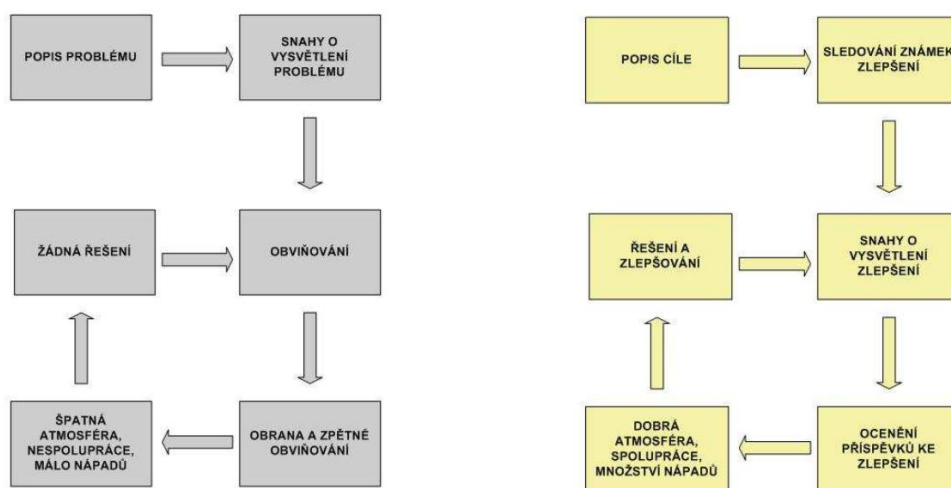 POPIS PROBLÉMU
SNAHY O
VYSVĚTLENÍ
PROBLÉMU
ŽÁDNÁ ŘEŠENÍ
OBVIŇOVÁNÍ
ŠPATNÁ
ATMOSFÉRA,
NESPOLUPRÁCE,
MÁLO NÁPADŮ
OBRANA A ZPĚTNÉ
OBVIŇOVÁNÍ
POPIS CÍLE
SLEDOVÁNÍ ZNÁMEK
ZLEPŠENÍ
ŘEŠENÍ A
ZLEPŠOVÁNÍ
SNAHY O
VYSVĚTLENÍ
ZLEPŠENÍ
DOBRÁ
ATMOSFÉRA,
SPOLUPRÁCE,
MNOŽSTVÍ NÁPADŮ
OCENĚNÍ
PŘÍSPĚVKŮ KE
ZLEPŠENÍ